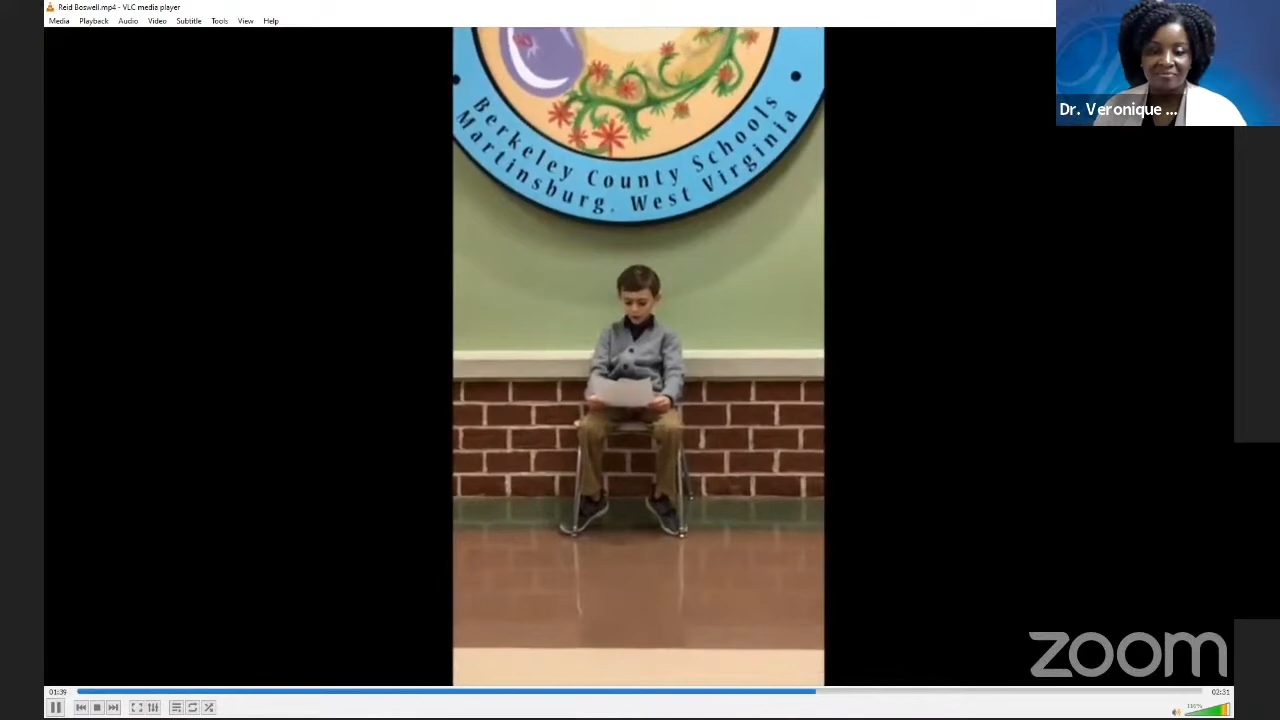 Reid Boswell.mp4 - VLC media player
Media Playback Audio Video Subtitle Tools View Help
Dr. Veronique ...
Berkeley County Schools
Martinsburg, West Virginia
zoom
01:39
02:31
110%